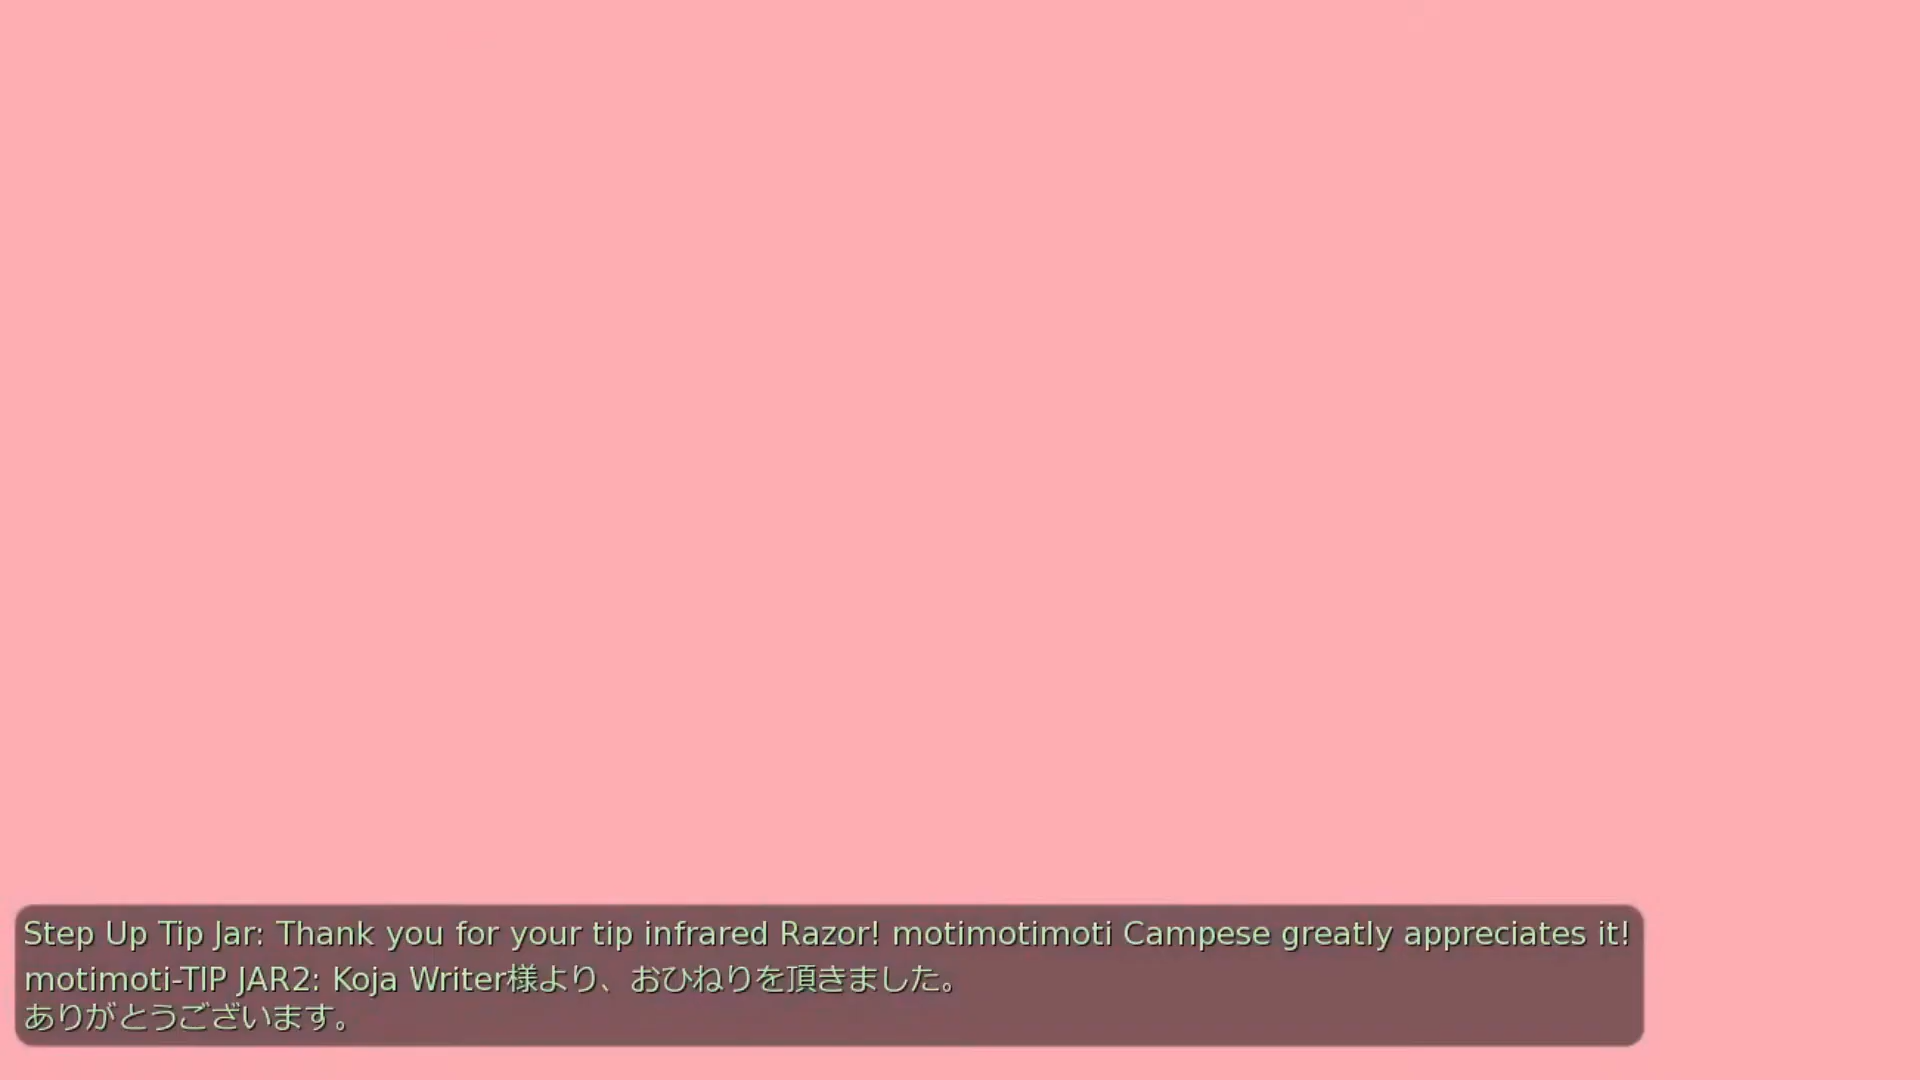 Step Up Tip Jar: Thank you for your tip infrared Razor! motimotimoti Campese greatly appreciates it!
motimoti-TIP JAR2: Koja Writer様より、おひねりを頂きました。
ありがとうございます。